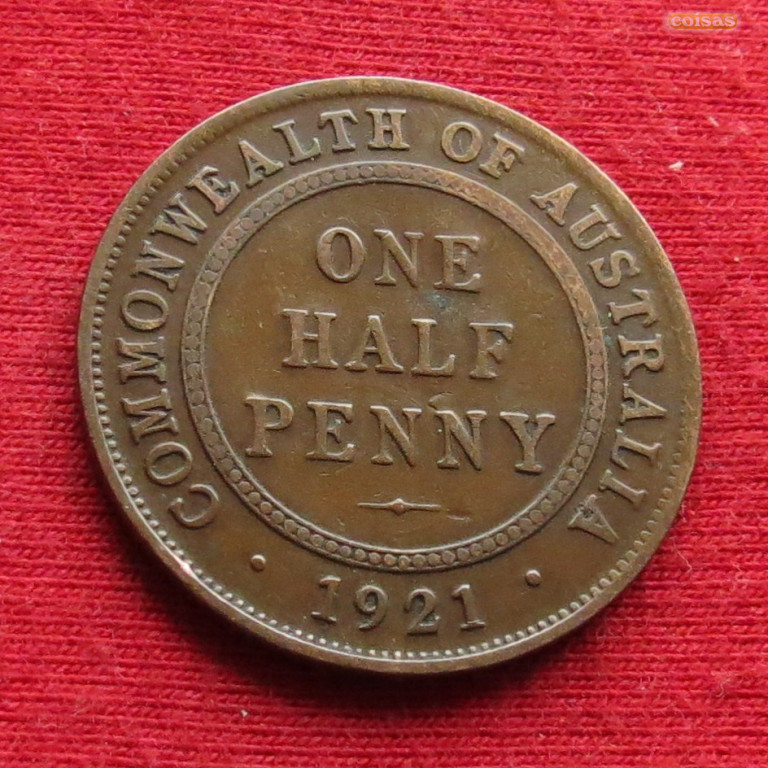 coisas
COMMONWEALTH OF AUSTRALIA
ONE
HALF
PENNY
· 1921 ·